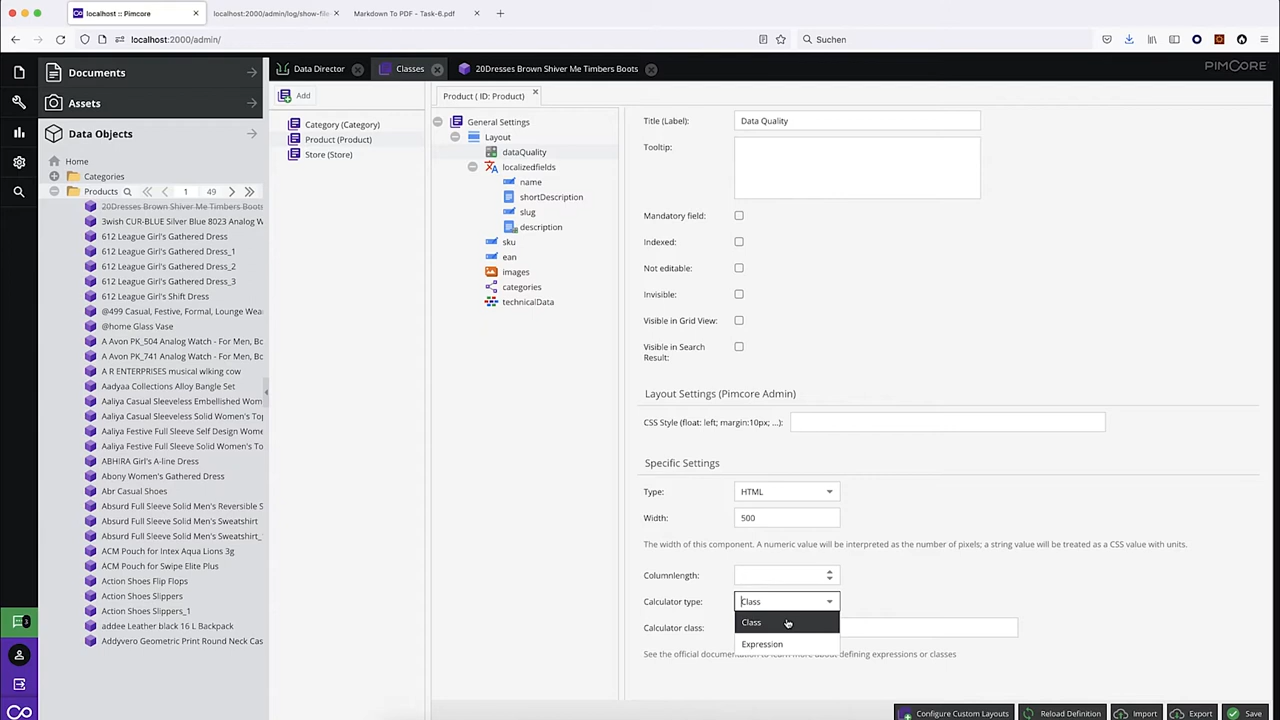 localhost :: Pimcore
localhost:2000/admin/log/show-file
Markdown To PDF - Task-6.pdf
localhost:2000/admin/
Suchen
Documents
Assets
Data Objects
Home
Categories
Products
1
49
20Dresses Brown Shiver Me Timbers Boots
3wish CUR-BLUE Silver Blue 8023 Analog W
612 League Girl's Gathered Dress
612 League Girl's Gathered Dress_1
612 League Girl's Gathered Dress_2
612 League Girl's Gathered Dress_3
612 League Girl's Shift Dress
@499 Casual, Festive, Formal, Lounge Wea
@home Glass Vase
A Avon PK_504 Analog Watch - For Men, Bo
A Avon PK_741 Analog Watch - For Men, Bo
A R ENTERPRISES musical wlking cow
Aadyaa Collections Alloy Bangle Set
Aaliya Casual Sleeveless Embellished Wom
Aaliya Casual Sleeveless Solid Women's Top
Aaliya Festive Full Sleeve Self Design Wome
Aaliya Festive Full Sleeve Solid Women's To
ABHIRA Girl's A-line Dress
Abony Women's Gathered Dress
Abr Casual Shoes
Absurd Full Sleeve Solid Men's Reversible S
Absurd Full Sleeve Solid Men's Sweatshirt
Absurd Full Sleeve Solid Men's Sweatshirt_
ACM Pouch for Intex Aqua Lions 3g
ACM Pouch for Swipe Elite Plus
Action Shoes Flip Flops
Action Shoes Slippers
Action Shoes Slippers_1
addee Leather black 16 L Backpack
Addyvero Geometric Print Round Neck Cas
Data Director
Classes
20Dresses Brown Shiver Me Timbers Boots
PIMCORE
Add
Category (Category)
Product (Product)
Store (Store)
Product ( ID: Product)
General Settings
Layout
dataQuality
localizedfields
name
shortDescription
slug
description
sku
ean
images
categories
technicalData
Title (Label):
Data Quality
Tooltip:
Mandatory field:
Indexed:
Not editable:
Invisible:
Visible in Grid View:
Visible in Search
Result:
Layout Settings (Pimcore Admin)
CSS Style (float: left; margin:10px; ...):
Specific Settings
Type:
HTML
Width:
500
The width of this component. A numeric value will be interpreted as the number of pixels; a string value will be treated as a CSS value with units.
Columnlength:
Calculator type:
Class
Class
Expression
Calculator class:
See the official documentation to learn more about defining expressions or classes
Configure Custom Layouts
Reload Definition
Import
Export
Save